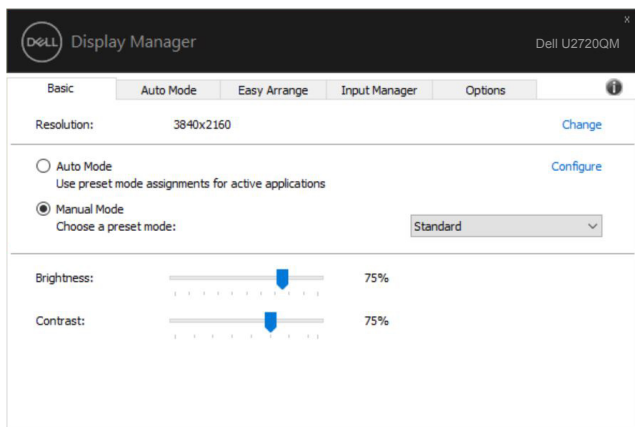 x
DELL Display Manager
Dell U2720QM
Basic Auto Mode Easy Arrange Input Manager Options i
Resolution: 3840x2160 Change
Auto Mode Configure
Use preset mode assignments for active applications
Manual Mode
Choose a preset mode: Standard
Brightness: 75%
Contrast: 75%